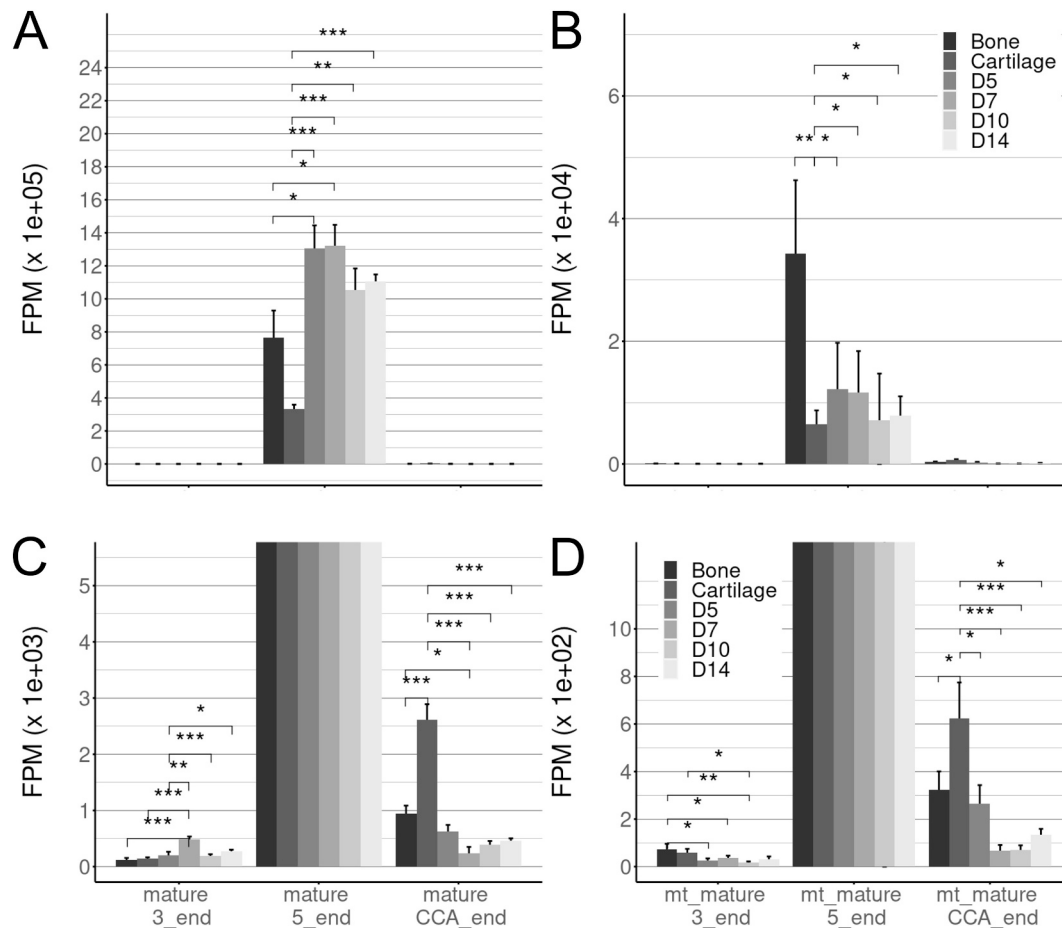 A
FPM (x 1e+05)
24
22
20
18
16
14
12
10
8
6
4
2
0
***
**
***
***
*
*
B
FPM (x 1e+04)
6
4
2
0
*
*
*
** *
Bone
Cartilage
D5
D7
D10
D14
C
FPM (x 1e+03)
5
4
3
2
1
0
***
***
***
*
***
*
***
**
***
***
mature
3_end
mature
5_end
mature
CCA_end
D
FPM (x 1e+02)
10
8
6
4
2
0
Bone
Cartilage
D5
D7
D10
D14
*
***
***
*
*
*
**
*
*
mt_mature
3_end
mt_mature
5_end
mt_mature
CCA_end